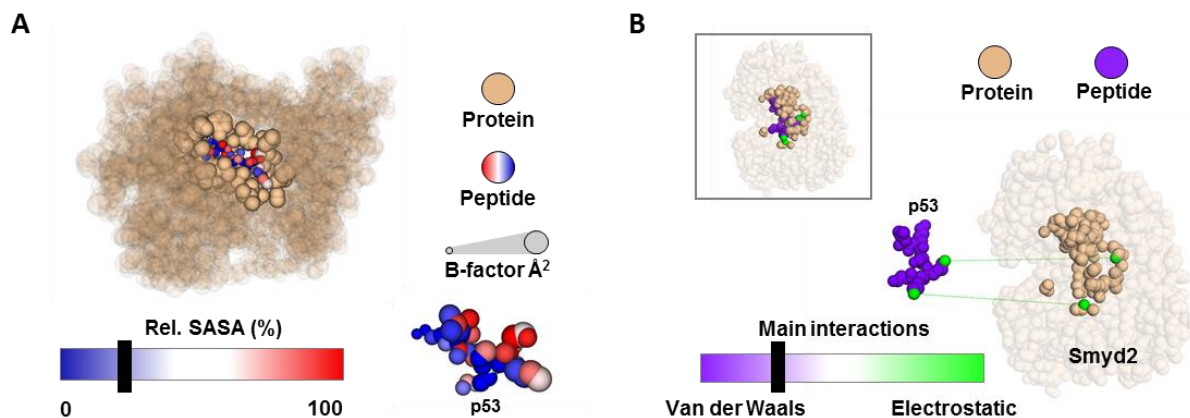 A
Protein
Peptide
B-factor Å²
Rel. SASA (%)
0
100
p53
B
Protein
Peptide
p53
Main interactions
Smyd2
Van der Waals
Electrostatic